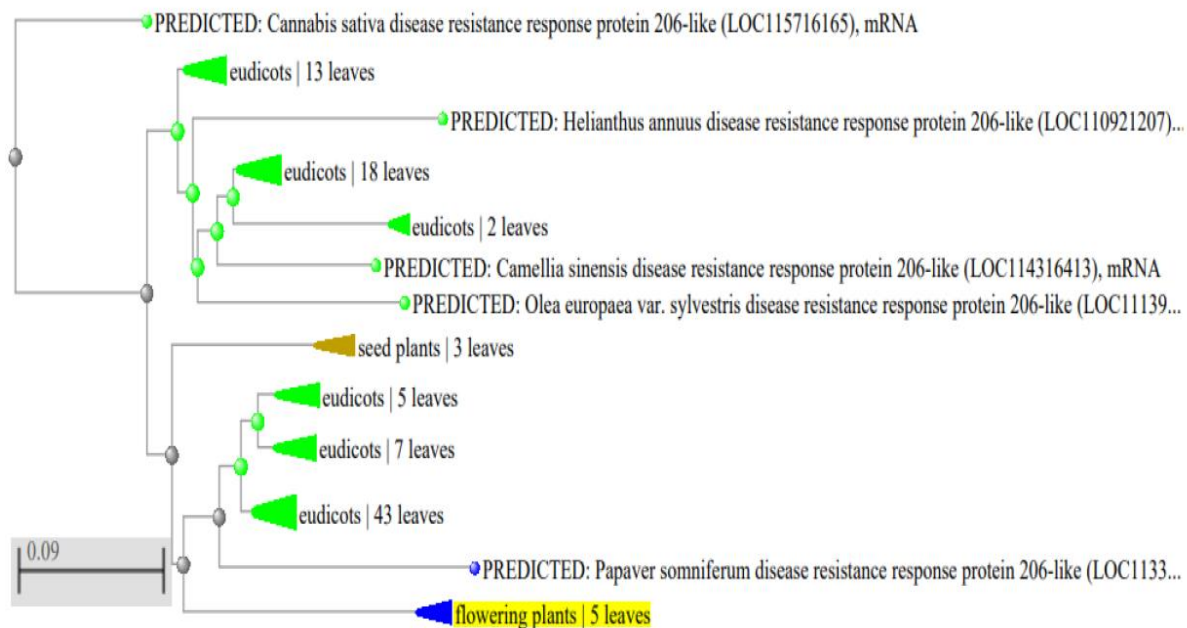 PREDICTED: Cannabis sativa disease resistance response protein 206-like (LOC115716165), mRNA
eudicots | 13 leaves
PREDICTED: Helianthus annuus disease resistance response protein 206-like (LOC110921207)...
eudicots | 18 leaves
eudicots | 2 leaves
PREDICTED: Camellia sinensis disease resistance response protein 206-like (LOC114316413), mRNA
PREDICTED: Olea europaea var. sylvestris disease resistance response protein 206-like (LOC11139...
seed plants | 3 leaves
eudicots | 5 leaves
eudicots | 7 leaves
eudicots | 43 leaves
0.09
PREDICTED: Papaver somniferum disease resistance response protein 206-like (LOC1133...
flowering plants | 5 leaves